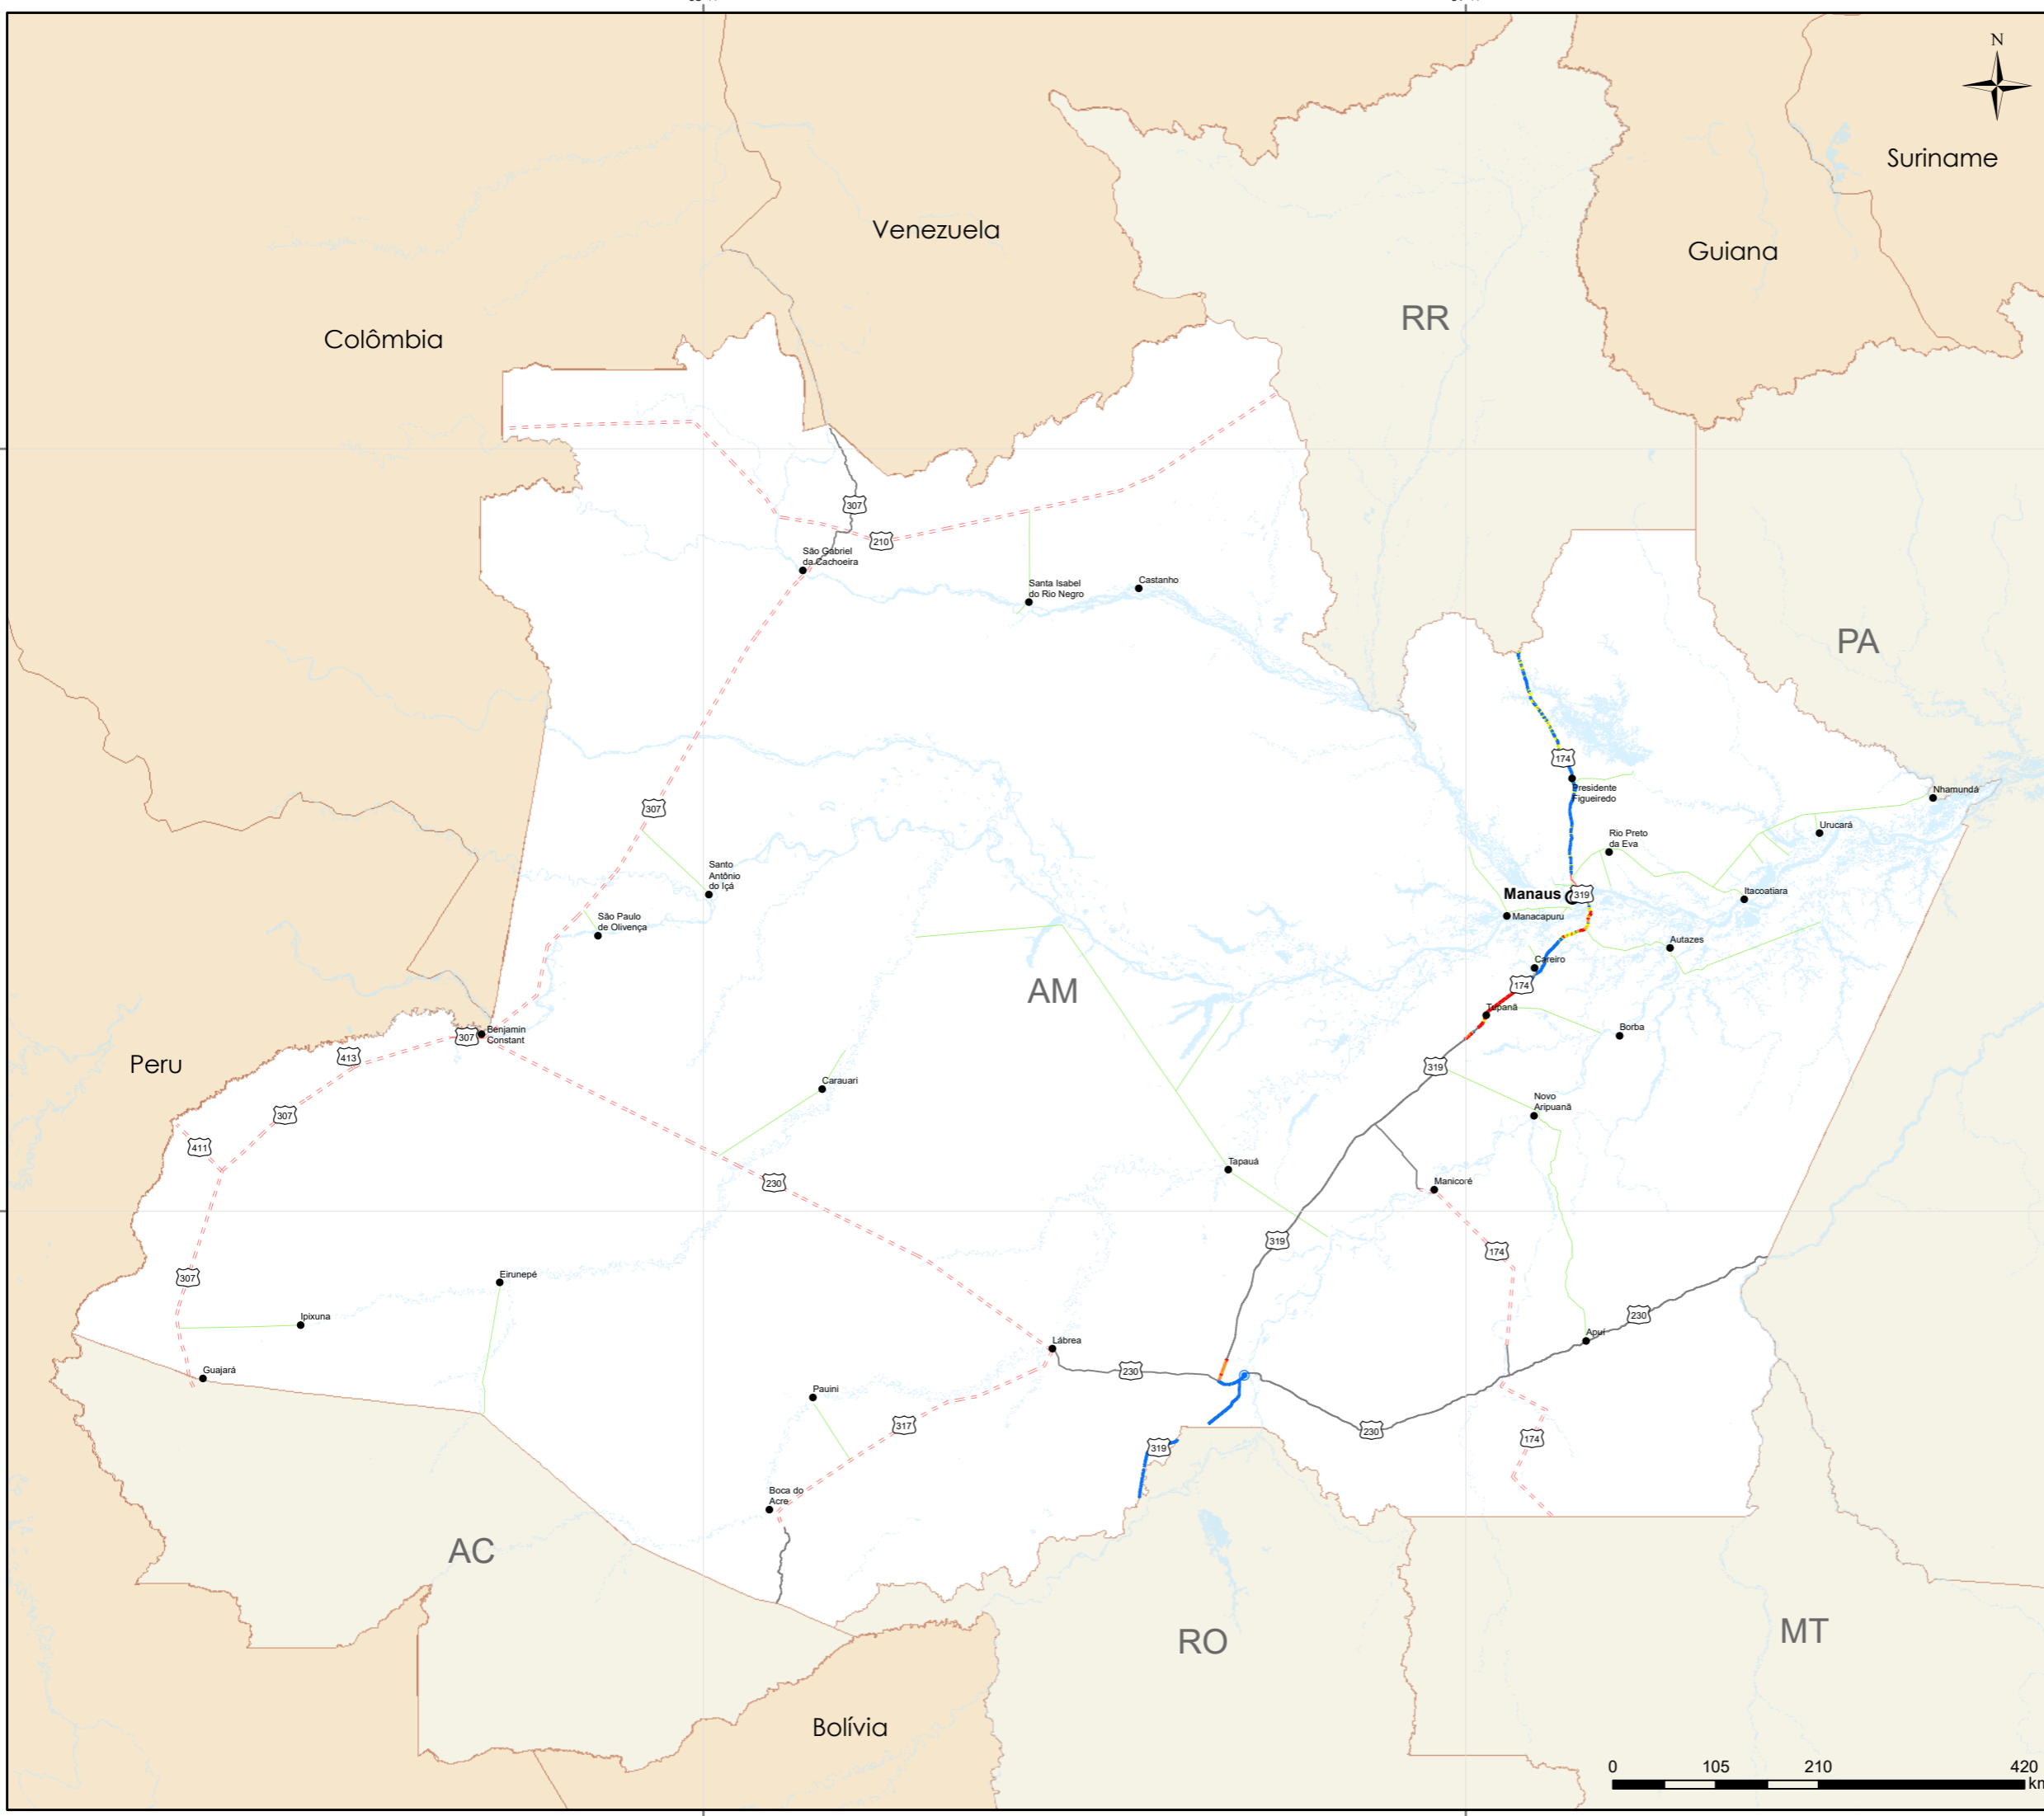 N
Suriname
Venezuela
Guiana
RR
Colômbia
307
210
São Gabriel
da Cachoeira
Santa Isabel
do Rio Negro
Castanho
PA
174
Presidente
Figueiredo
Nhamundá
307
Urucará
Rio Preto
da Eva
Santo
Antônio
do Içá
Manaus
319
Itacoatiara
São Paulo
de Olivença
Manacapuru
Autazes
Careiro
AM
174
Tupanã
Borba
Benjamin
Constant
307
413
Peru
319
Carauari
Novo
Aripuanã
307
411
Tapauá
230
Manicoré
319
174
307
Eirunepé
Ipixuna
230
Apuí
Lábrea
Guajará
230
Pauini
317
230
174
319
Boca do
Acre
AC
RO
MT
Bolívia
0 105 210 420
km